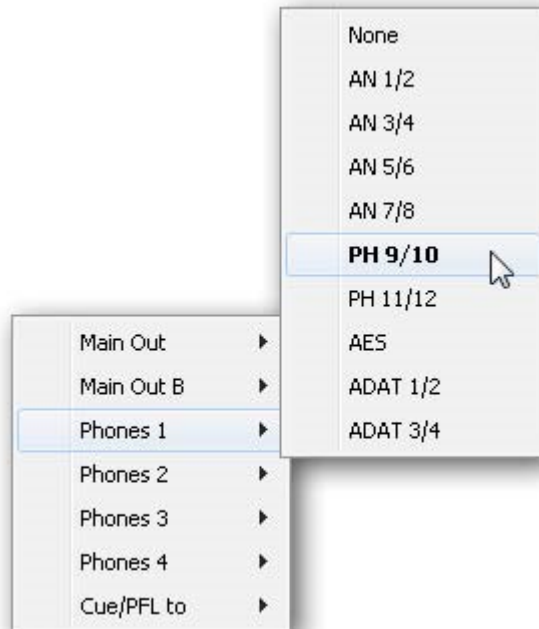 None
AN 1/2
AN 3/4
AN 5/6
AN 7/8
PH 9/10
PH 11/12
AES
ADAT 1/2
ADAT 3/4
Main Out
Main Out B
Phones 1
Phones 2
Phones 3
Phones 4
Cue/PFL to